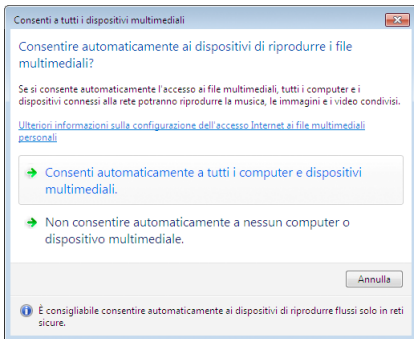 Consenti a tutti i dispositivi multimediali
Consentire automaticamente ai dispositivi di riprodurre i file
multimediali?
Se si consente automaticamente l'accesso ai file multimediali, tutti i computer e i
dispositivi connessi alla rete potranno riprodurre la musica, le immagini e i video condivisi.
Ulteriori informazioni sulla configurazione dell'accesso Internet ai file multimediali
personali
Consenti automaticamente a tutti i computer e dispositivi
multimediali.
Non consentire automaticamente a nessun computer o
dispositivo multimediale.
Annulla
È consigliabile consentire automaticamente ai dispositivi di riprodurre flussi solo in reti
sicure.